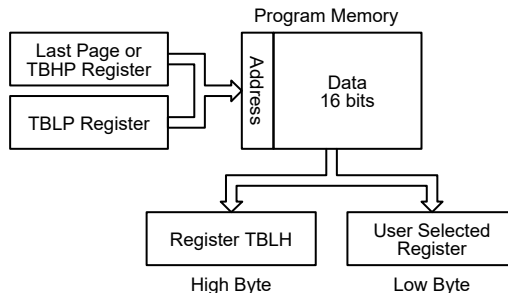 Program Memory
Last Page or
TBHP Register
TBLP Register
Address
Data
16 bits
Register TBLH
User Selected
Register
High Byte
Low Byte